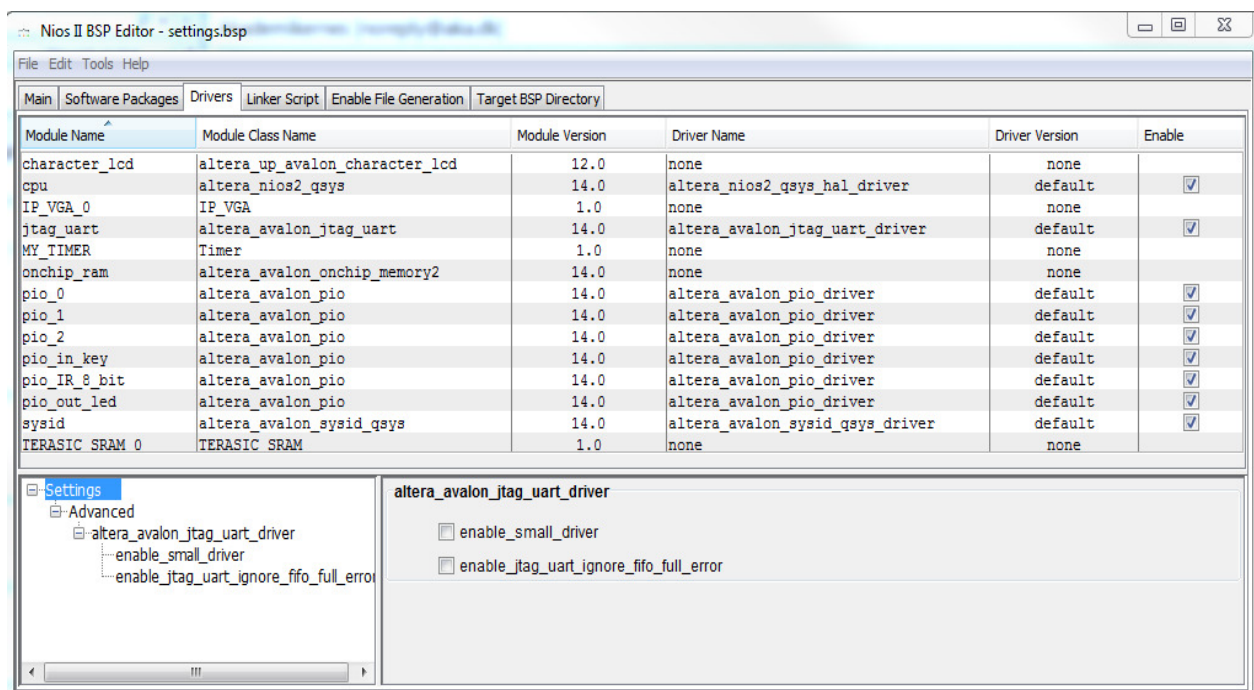 Nios II BSP Editor - settings.bsp
File Edit Tools Help
Main Software Packages Drivers Linker Script Enable File Generation Target BSP Directory
Module Name Module Class Name Module Version Driver Name Driver Version Enable
character_lcd altera_up_avalon_character_lcd 12.0 none none
cpu altera_nios2_qsys 14.0 altera_nios2_qsys_hal_driver default
IP_VGA_0 IP_VGA 1.0 none none
jtag_uart altera_avalon_jtag_uart 14.0 altera_avalon_jtag_uart_driver default
MY_TIMER Timer 1.0 none none
onchip_ram altera_avalon_onchip_memory2 14.0 none none
pio_0 altera_avalon_pio 14.0 altera_avalon_pio_driver default
pio_1 altera_avalon_pio 14.0 altera_avalon_pio_driver default
pio_2 altera_avalon_pio 14.0 altera_avalon_pio_driver default
pio_in_key altera_avalon_pio 14.0 altera_avalon_pio_driver default
pio_IR_8_bit altera_avalon_pio 14.0 altera_avalon_pio_driver default
pio_out_led altera_avalon_pio 14.0 altera_avalon_pio_driver default
sysid altera_avalon_sysid_qsys 14.0 altera_avalon_sysid_qsys_driver default
TERASIC_SRAM_0 TERASIC_SRAM 1.0 none none
Settings
Advanced
altera_avalon_jtag_uart_driver
enable_small_driver
enable_jtag_uart_ignore_fifo_full_error
altera_avalon_jtag_uart_driver
enable_small_driver
enable_jtag_uart_ignore_fifo_full_error